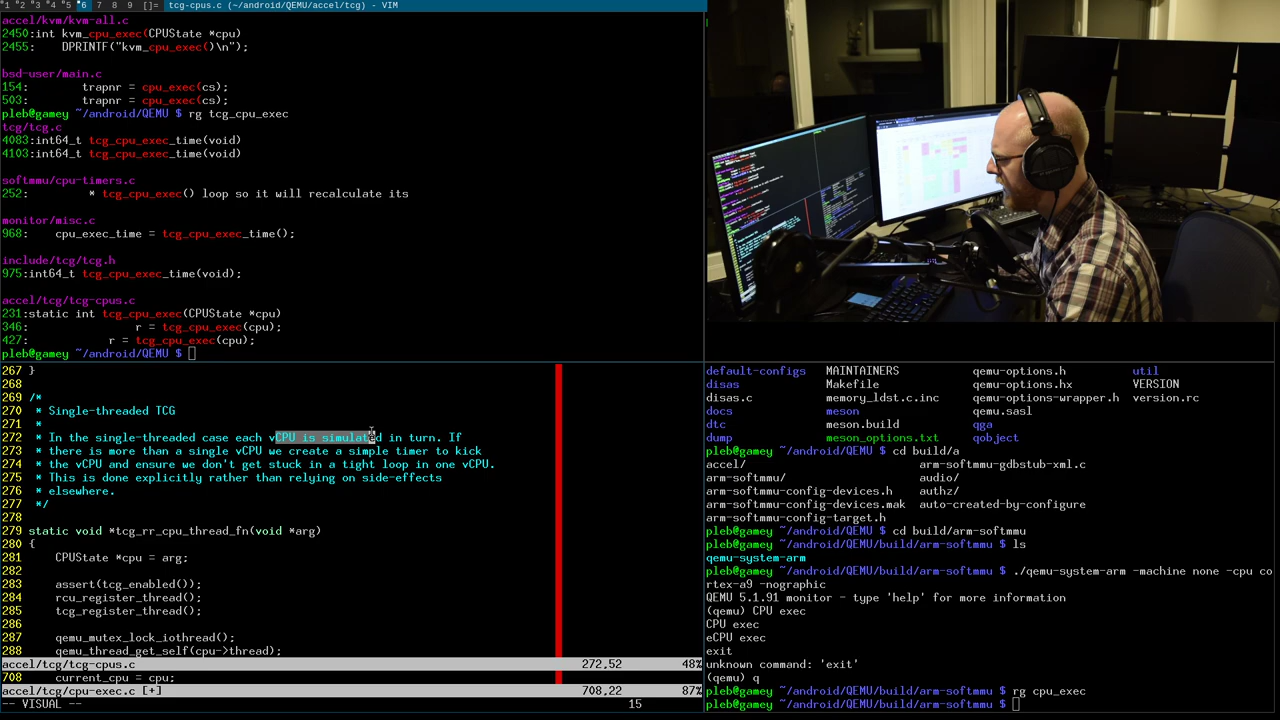 1 2 3 4 5 6 7 8 9 []= tcg-cpus.c (~/android/QEMU/accel/tcg) - VIM
accel/kvm/kvm-all.c
2450:int kvm_cpu_exec(CPUState *cpu)
2455:    DPRINTF("kvm_cpu_exec()\n");
bsd-user/main.c
154:        trapnr = cpu_exec(cs);
503:        trapnr = cpu_exec(cs);
pleb@gamey ~/android/QEMU $ rg tcg_cpu_exec
tcg/tcg.c
4083:int64_t tcg_cpu_exec_time(void)
4103:int64_t tcg_cpu_exec_time(void)
softmmu/cpu-timers.c
252:         * tcg_cpu_exec() loop so it will recalculate its
monitor/misc.c
968:    cpu_exec_time = tcg_cpu_exec_time();
include/tcg/tcg.h
975:int64_t tcg_cpu_exec_time(void);
accel/tcg/tcg-cpus.c
231:static int tcg_cpu_exec(CPUState *cpu)
346:                r = tcg_cpu_exec(cpu);
427:            r = tcg_cpu_exec(cpu);
pleb@gamey ~/android/QEMU $
267 }
268
269 /*
270  * Single-threaded TCG
271  *
272  * In the single-threaded case each vCPU is simulated in turn. If
273  * there is more than a single vCPU we create a simple timer to kick
274  * the vCPU and ensure we don't get stuck in a tight loop in one vCPU.
275  * This is done explicitly rather than relying on side-effects
276  * elsewhere.
277  */
278
279 static void *tcg_rr_cpu_thread_fn(void *arg)
280 {
281     CPUState *cpu = arg;
282
283     assert(tcg_enabled());
284     rcu_register_thread();
285     tcg_register_thread();
286
287     qemu_mutex_lock_iothread();
288     qemu_thread_get_self(cpu->thread);
accel/tcg/tcg-cpus.c 272,52 48%
708     current_cpu = cpu;
accel/tcg/cpu-exec.c [+] 708,22 87%
-- VISUAL -- 15
default-configs MAINTAINERS qemu-options.h util
disas Makefile qemu-options.hx VERSION
disas.c memory_ldst.c.inc qemu-options-wrapper.h version.rc
docs meson qemu.sasl
dtc meson.build qga
dump meson_options.txt qobject
pleb@gamey ~/android/QEMU $ cd build/a
accel/ arm-softmmu-gdbstub-xml.c
arm-softmmu/ audio/
arm-softmmu-config-devices.h authz/
arm-softmmu-config-devices.mak auto-created-by-configure
arm-softmmu-config-target.h
pleb@gamey ~/android/QEMU $ cd build/arm-softmmu
pleb@gamey ~/android/QEMU/build/arm-softmmu $ ls
qemu-system-arm
pleb@gamey ~/android/QEMU/build/arm-softmmu $ ./qemu-system-arm -machine none -cpu co
rtex-a9 -nographic
QEMU 5.1.91 monitor - type 'help' for more information
(qemu) CPU exec
CPU exec
eCPU exec
exit
unknown command: 'exit'
(qemu) q
pleb@gamey ~/android/QEMU/build/arm-softmmu $ rg cpu_exec
pleb@gamey ~/android/QEMU/build/arm-softmmu $